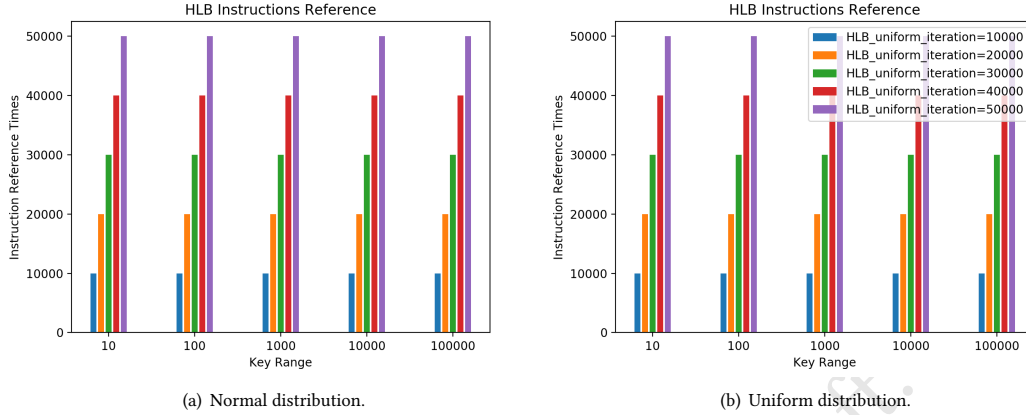 HLB Instructions Reference
50000
40000
30000
20000
10000
0
Instruction Reference Times
10 100 1000 10000 100000
Key Range
(a) Normal distribution.
HLB Instructions Reference
HLB_uniform_iteration=10000
HLB_uniform_iteration=20000
HLB_uniform_iteration=30000
HLB_uniform_iteration=40000
HLB_uniform_iteration=50000
50000
40000
30000
20000
10000
0
Instruction Reference Times
10 100 1000 10000 100000
Key Range
(b) Uniform distribution.